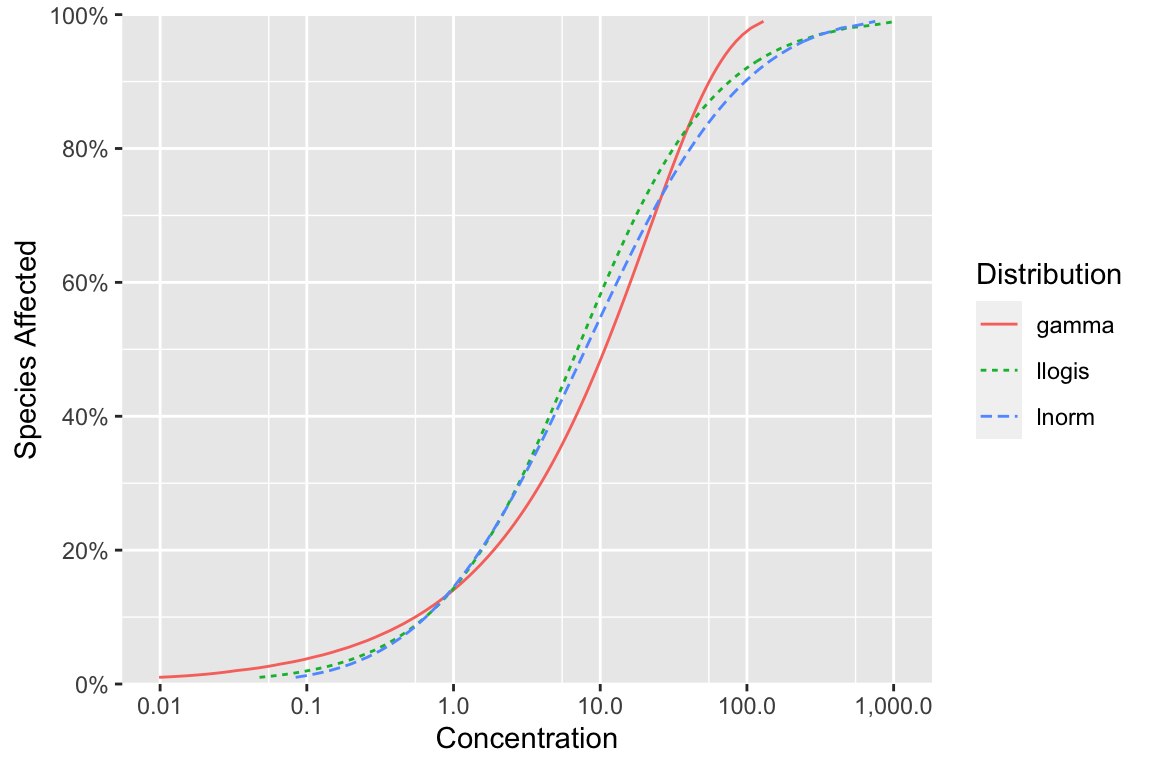 100%
80%
60%
40%
20%
0%
Species Affected
0.01 0.1 1.0 10.0 100.0 1,000.0
Concentration
Distribution
gamma
llogis
lnorm